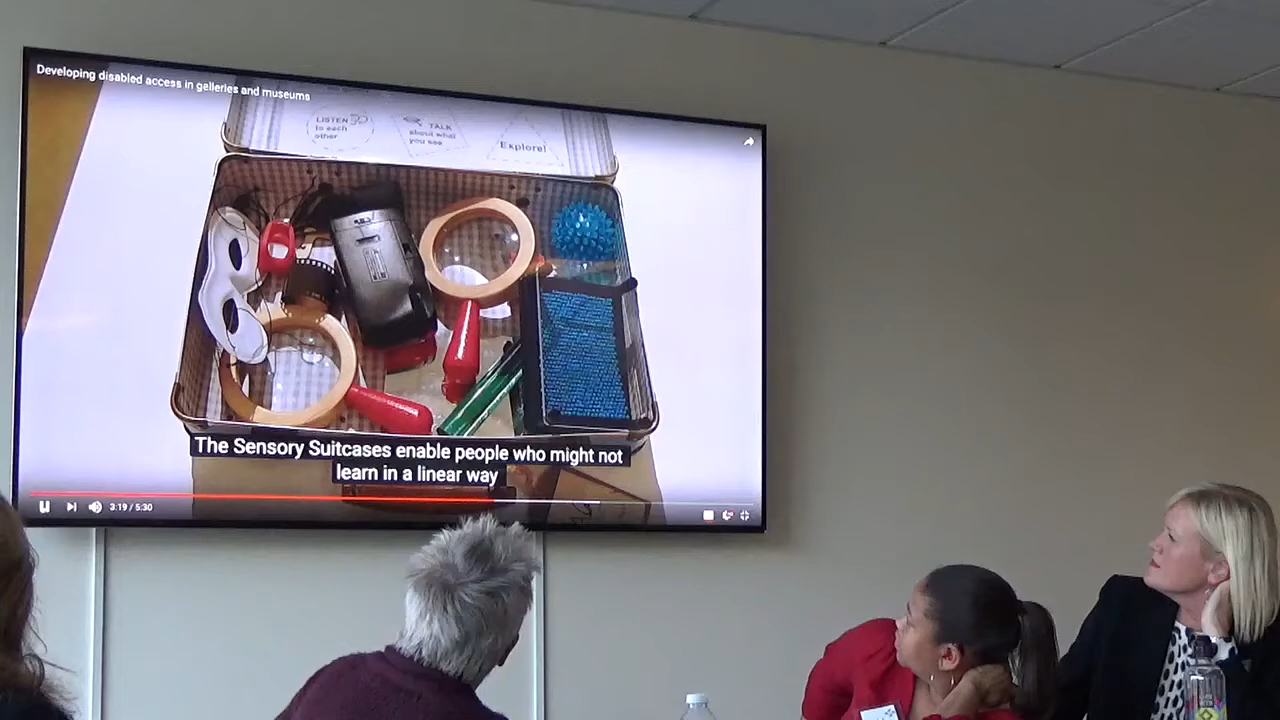 Developing disabled access in galleries and museums
LISTEN
to each
other
TALK
about what
you see
Explore!
The Sensory Suitcases enable people who might not
learn in a linear way
3:19 / 5:30